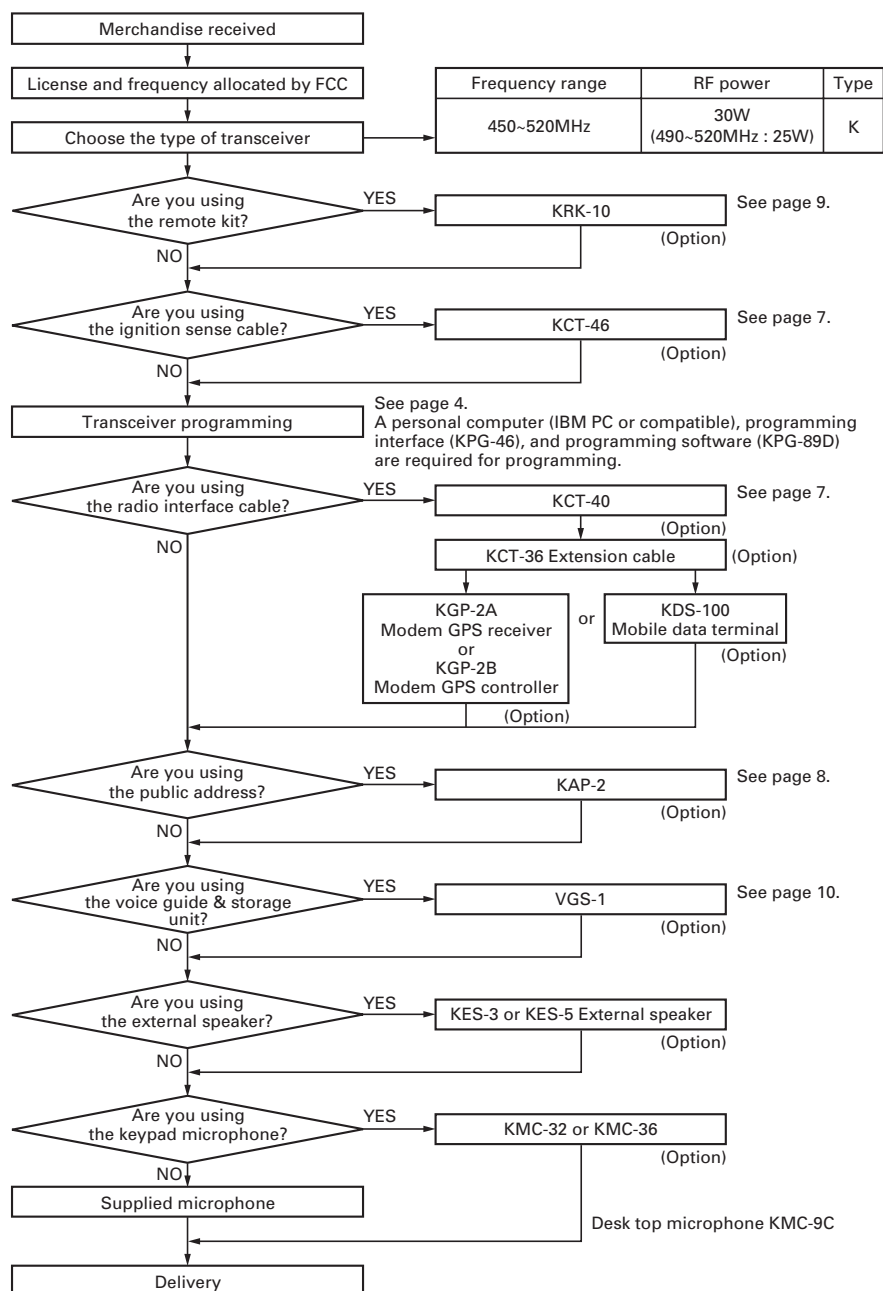 Merchandise received
License and frequency allocated by FCC
Choose the type of transceiver
Frequency range
RF power
Type
450~520MHz
30W
(490~520MHz : 25W)
K
Are you using
the remote kit?
YES
KRK-10
See page 9.
(Option)
NO
Are you using
the ignition sense cable?
YES
KCT-46
See page 7.
(Option)
NO
Transceiver programming
See page 4.
A personal computer (IBM PC or compatible), programming
interface (KPG-46), and programming software (KPG-89D)
are required for programming.
Are you using
the radio interface cable?
YES
KCT-40
See page 7.
(Option)
NO
KCT-36 Extension cable
(Option)
KGP-2A
Modem GPS receiver
or
KGP-2B
Modem GPS controller
(Option)
or
KDS-100
Mobile data terminal
(Option)
Are you using
the public address?
YES
KAP-2
See page 8.
(Option)
NO
Are you using
the voice guide & storage
unit?
YES
VGS-1
See page 10.
(Option)
NO
Are you using
the external speaker?
YES
KES-3 or KES-5 External speaker
(Option)
NO
Are you using
the keypad microphone?
YES
KMC-32 or KMC-36
(Option)
NO
Supplied microphone
Desk top microphone KMC-9C
Delivery